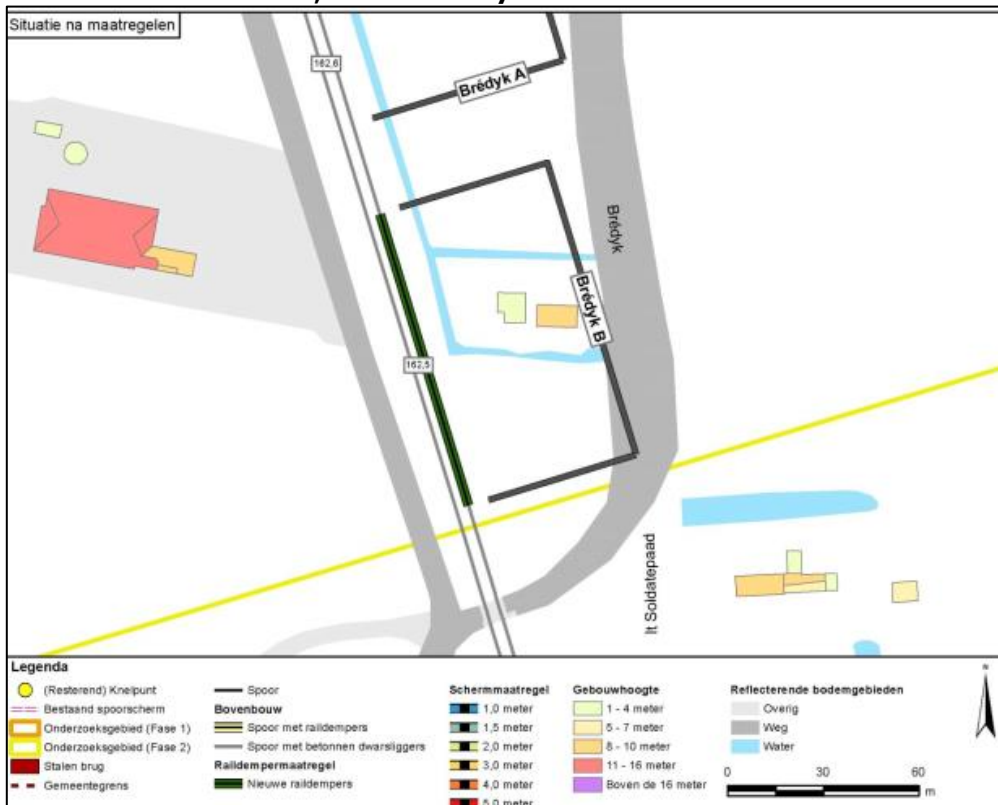 Situatie na maatregelen
162,6
Brédyk A
Brédyk
Brédyk B
162,5
It Soldatepaad
Legenda
(Resterend) Knelpunt
Bestaand spoorscherm
Onderzoeksgebied (Fase 1)
Onderzoeksgebied (Fase 2)
Stalen brug
Gemeentegrens
Spoor
Bovenbouw
Spoor met raildempers
Spoor met betonnen dwarsliggers
Raildempermaatregel
Nieuwe raildempers
Schermmaatregel
1,0 meter
1,5 meter
2,0 meter
3,0 meter
4,0 meter
5,0 meter
Gebouwhoogte
1 - 4 meter
5 - 7 meter
8 - 10 meter
11 - 16 meter
Boven de 16 meter
Reflecterende bodemgebieden
Overig
Weg
Water
N
0 30 60
m